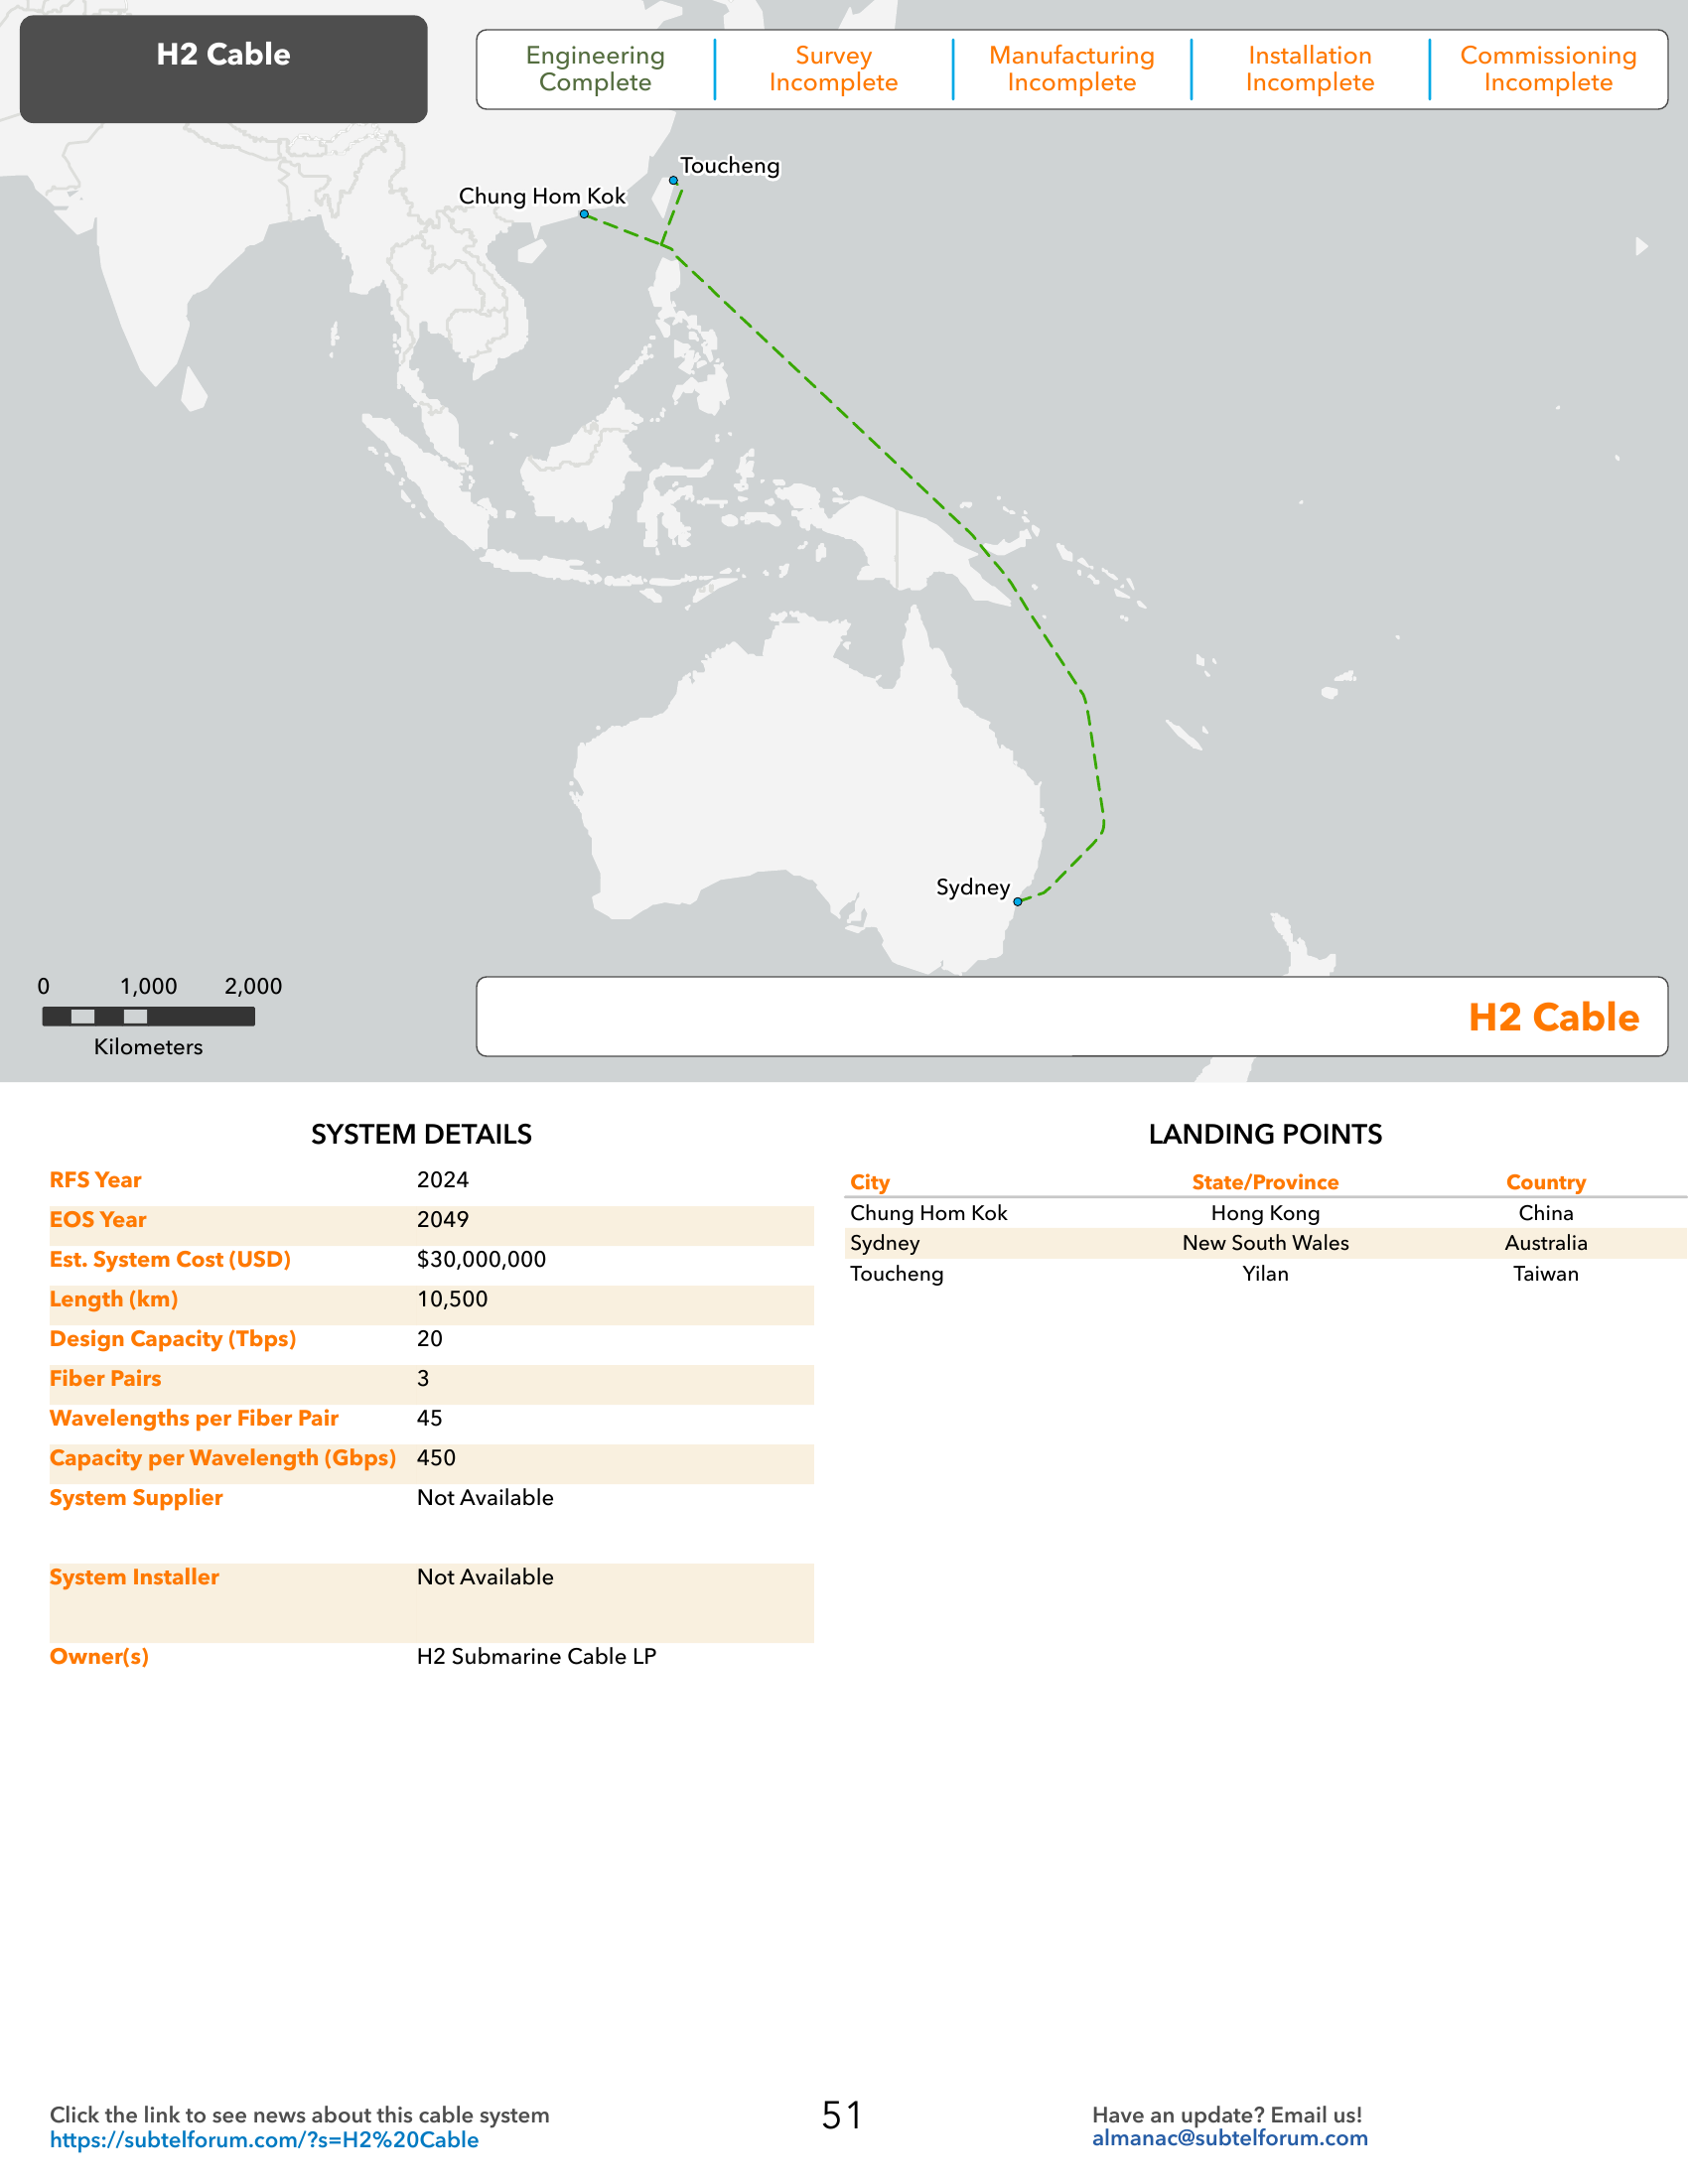 H2 Cable
Engineering Complete
Survey Incomplete
Manufacturing Incomplete
Installation Incomplete
Commissioning Incomplete
Toucheng
Chung Hom Kok
Sydney
0 1,000 2,000
Kilometers
H2 Cable
SYSTEM DETAILS
RFS Year 2024
EOS Year 2049
Est. System Cost (USD) $30,000,000
Length (km) 10,500
Design Capacity (Tbps) 20
Fiber Pairs 3
Wavelengths per Fiber Pair 45
Capacity per Wavelength (Gbps) 450
System Supplier Not Available
System Installer Not Available
Owner(s) H2 Submarine Cable LP
LANDING POINTS
City State/Province Country
Chung Hom Kok Hong Kong China
Sydney New South Wales Australia
Toucheng Yilan Taiwan
Click the link to see news about this cable system
https://subtelforum.com/?s=H2%20Cable
51
Have an update? Email us!
almanac@subtelforum.com